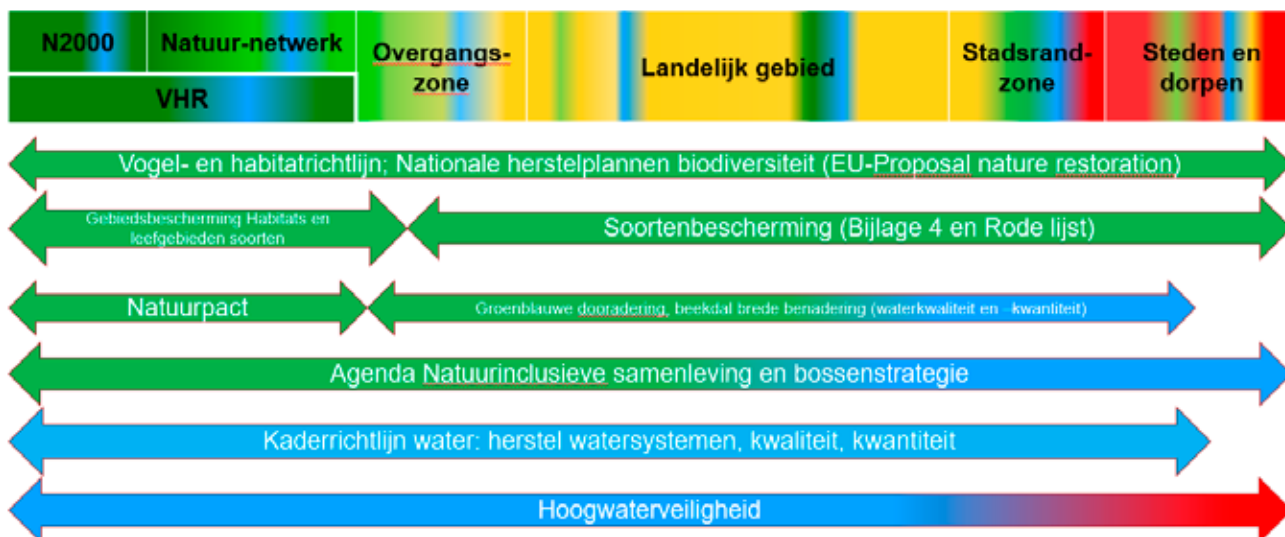 N2000
Natuur-netwerk
VHR
Overgangs-
zone
Landelijk gebied
Stadsrand-
zone
Steden en
dorpen
Vogel- en habitatrichtlijn; Nationale herstelplannen biodiversiteit (EU-Proposal nature restoration)
Gebiedsbescherming Habitats en
leefgebieden soorten
Soortenbescherming (Bijlage 4 en Rode lijst)
Natuurpact
Groenblauwe dooradering, beekdal brede benadering (waterkwaliteit en –kwantiteit)
Agenda Natuurinclusieve samenleving en bossenstrategie
Kaderrichtlijn water: herstel watersystemen, kwaliteit, kwantiteit
Hoogwaterveiligheid